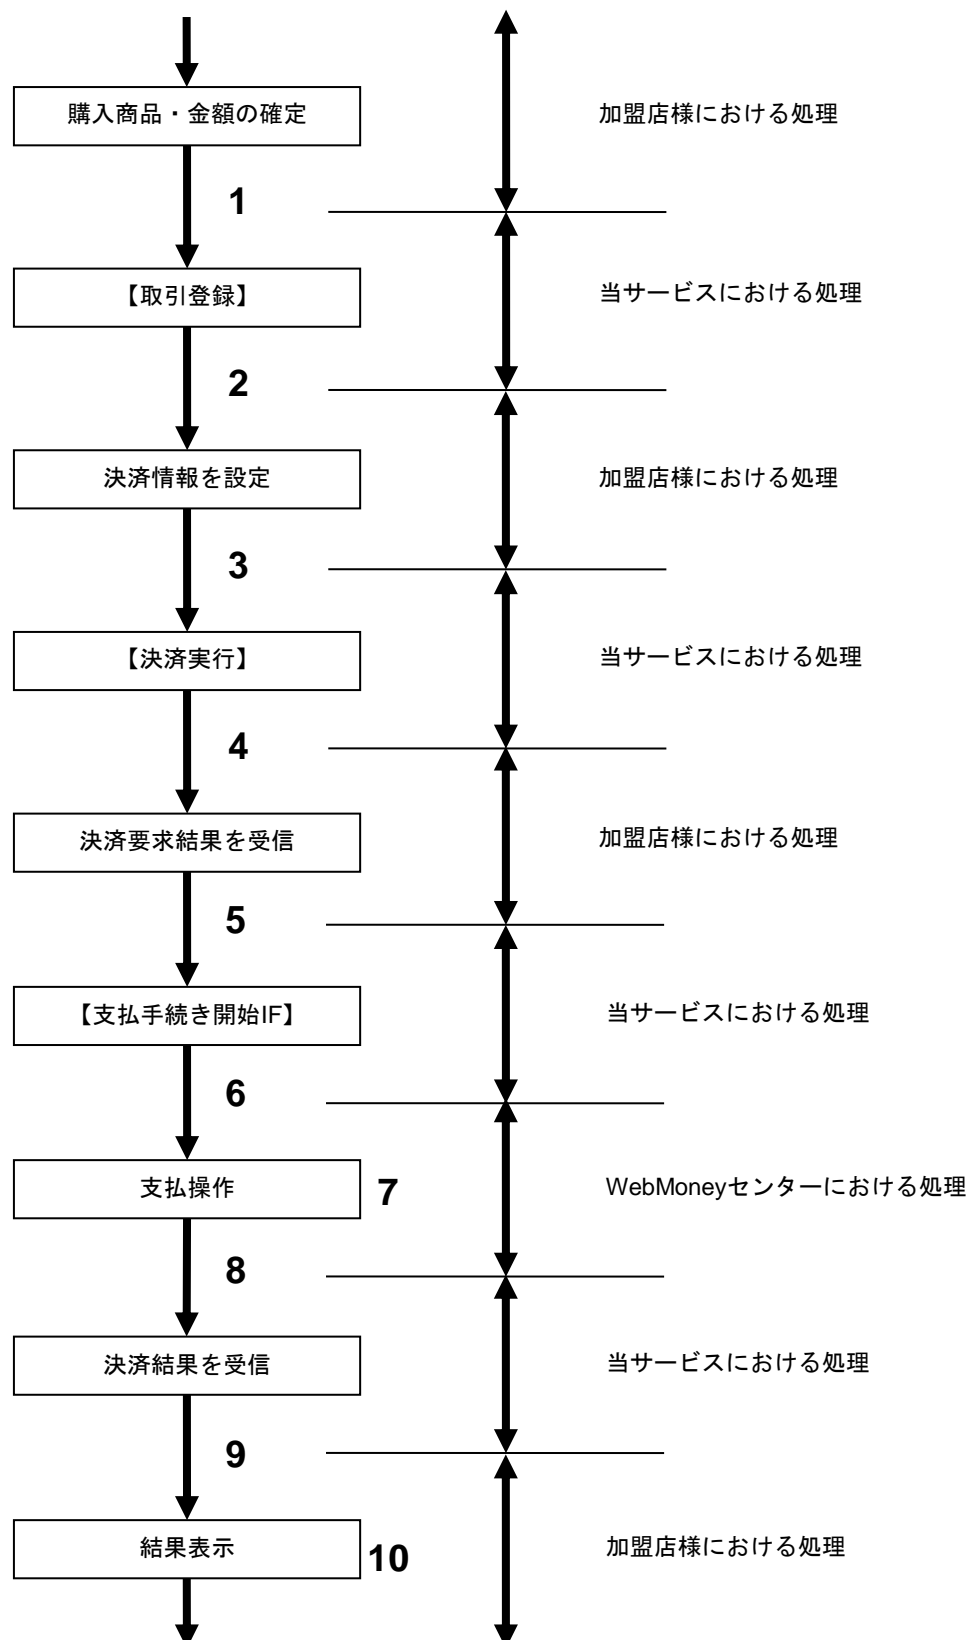 購入商品・金額の確定
加盟店様における処理
1
【取引登録】
当サービスにおける処理
2
決済情報を設定
加盟店様における処理
3
【決済実行】
当サービスにおける処理
4
決済要求結果を受信
加盟店様における処理
5
【支払手続き開始IF】
当サービスにおける処理
6
支払操作
7
WebMoneyセンターにおける処理
8
決済結果を受信
当サービスにおける処理
9
結果表示
10
加盟店様における処理